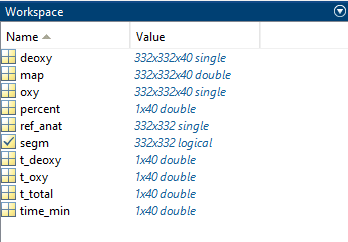 Workspace
Name Value
deoxy 332x332x40 single
map 332x332x40 double
oxy 332x332x40 single
percent 1x40 double
ref_anat 332x332 single
segm 332x332 logical
t_deoxy 1x40 double
t_oxy 1x40 double
t_total 1x40 double
time_min 1x40 double